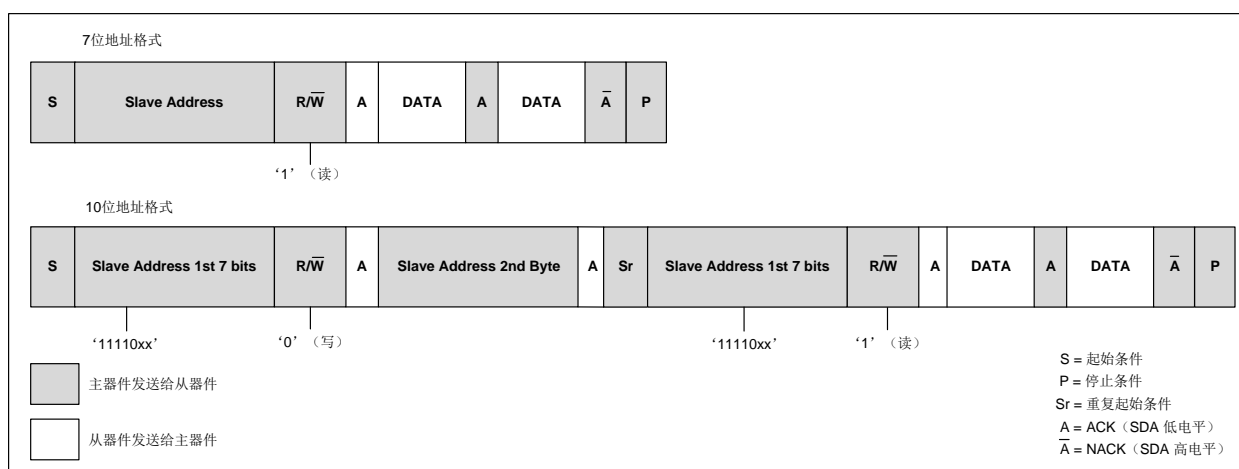 7位地址格式
S Slave Address R/W̅ A DATA A DATA A̅ P
‘1’（读）
10位地址格式
S Slave Address 1st 7 bits R/W̅ A Slave Address 2nd Byte A Sr Slave Address 1st 7 bits R/W̅ A DATA A DATA A̅ P
‘11110xx’ ‘0’（写） ‘11110xx’ ‘1’（读）
主器件发送给从器件
从器件发送给主器件
S = 起始条件
P = 停止条件
Sr = 重复起始条件
A = ACK（SDA 低电平）
A̅ = NACK（SDA 高电平）